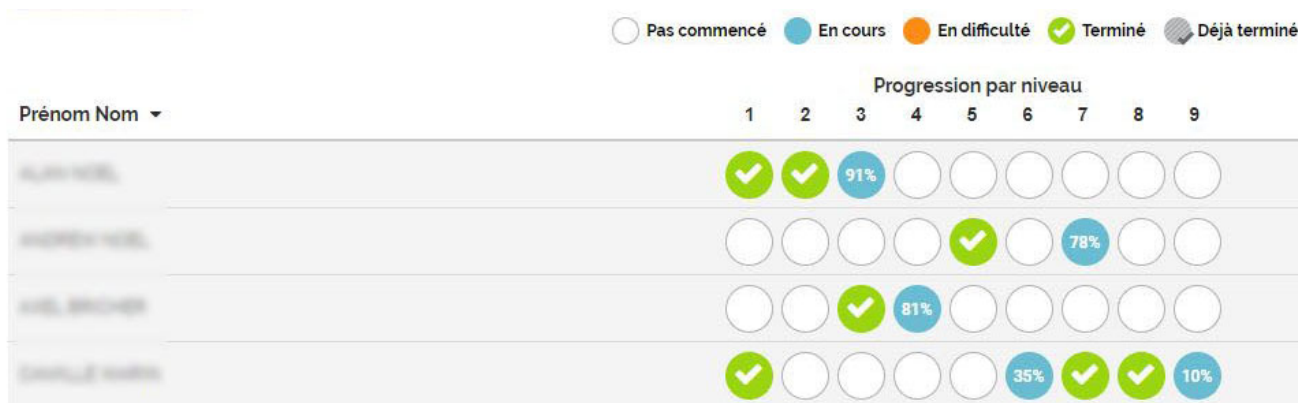 Pas commencé En cours En difficulté Terminé Déjà terminé
Progression par niveau
Prénom Nom 1 2 3 4 5 6 7 8 9
91%
78%
81%
35% 10%